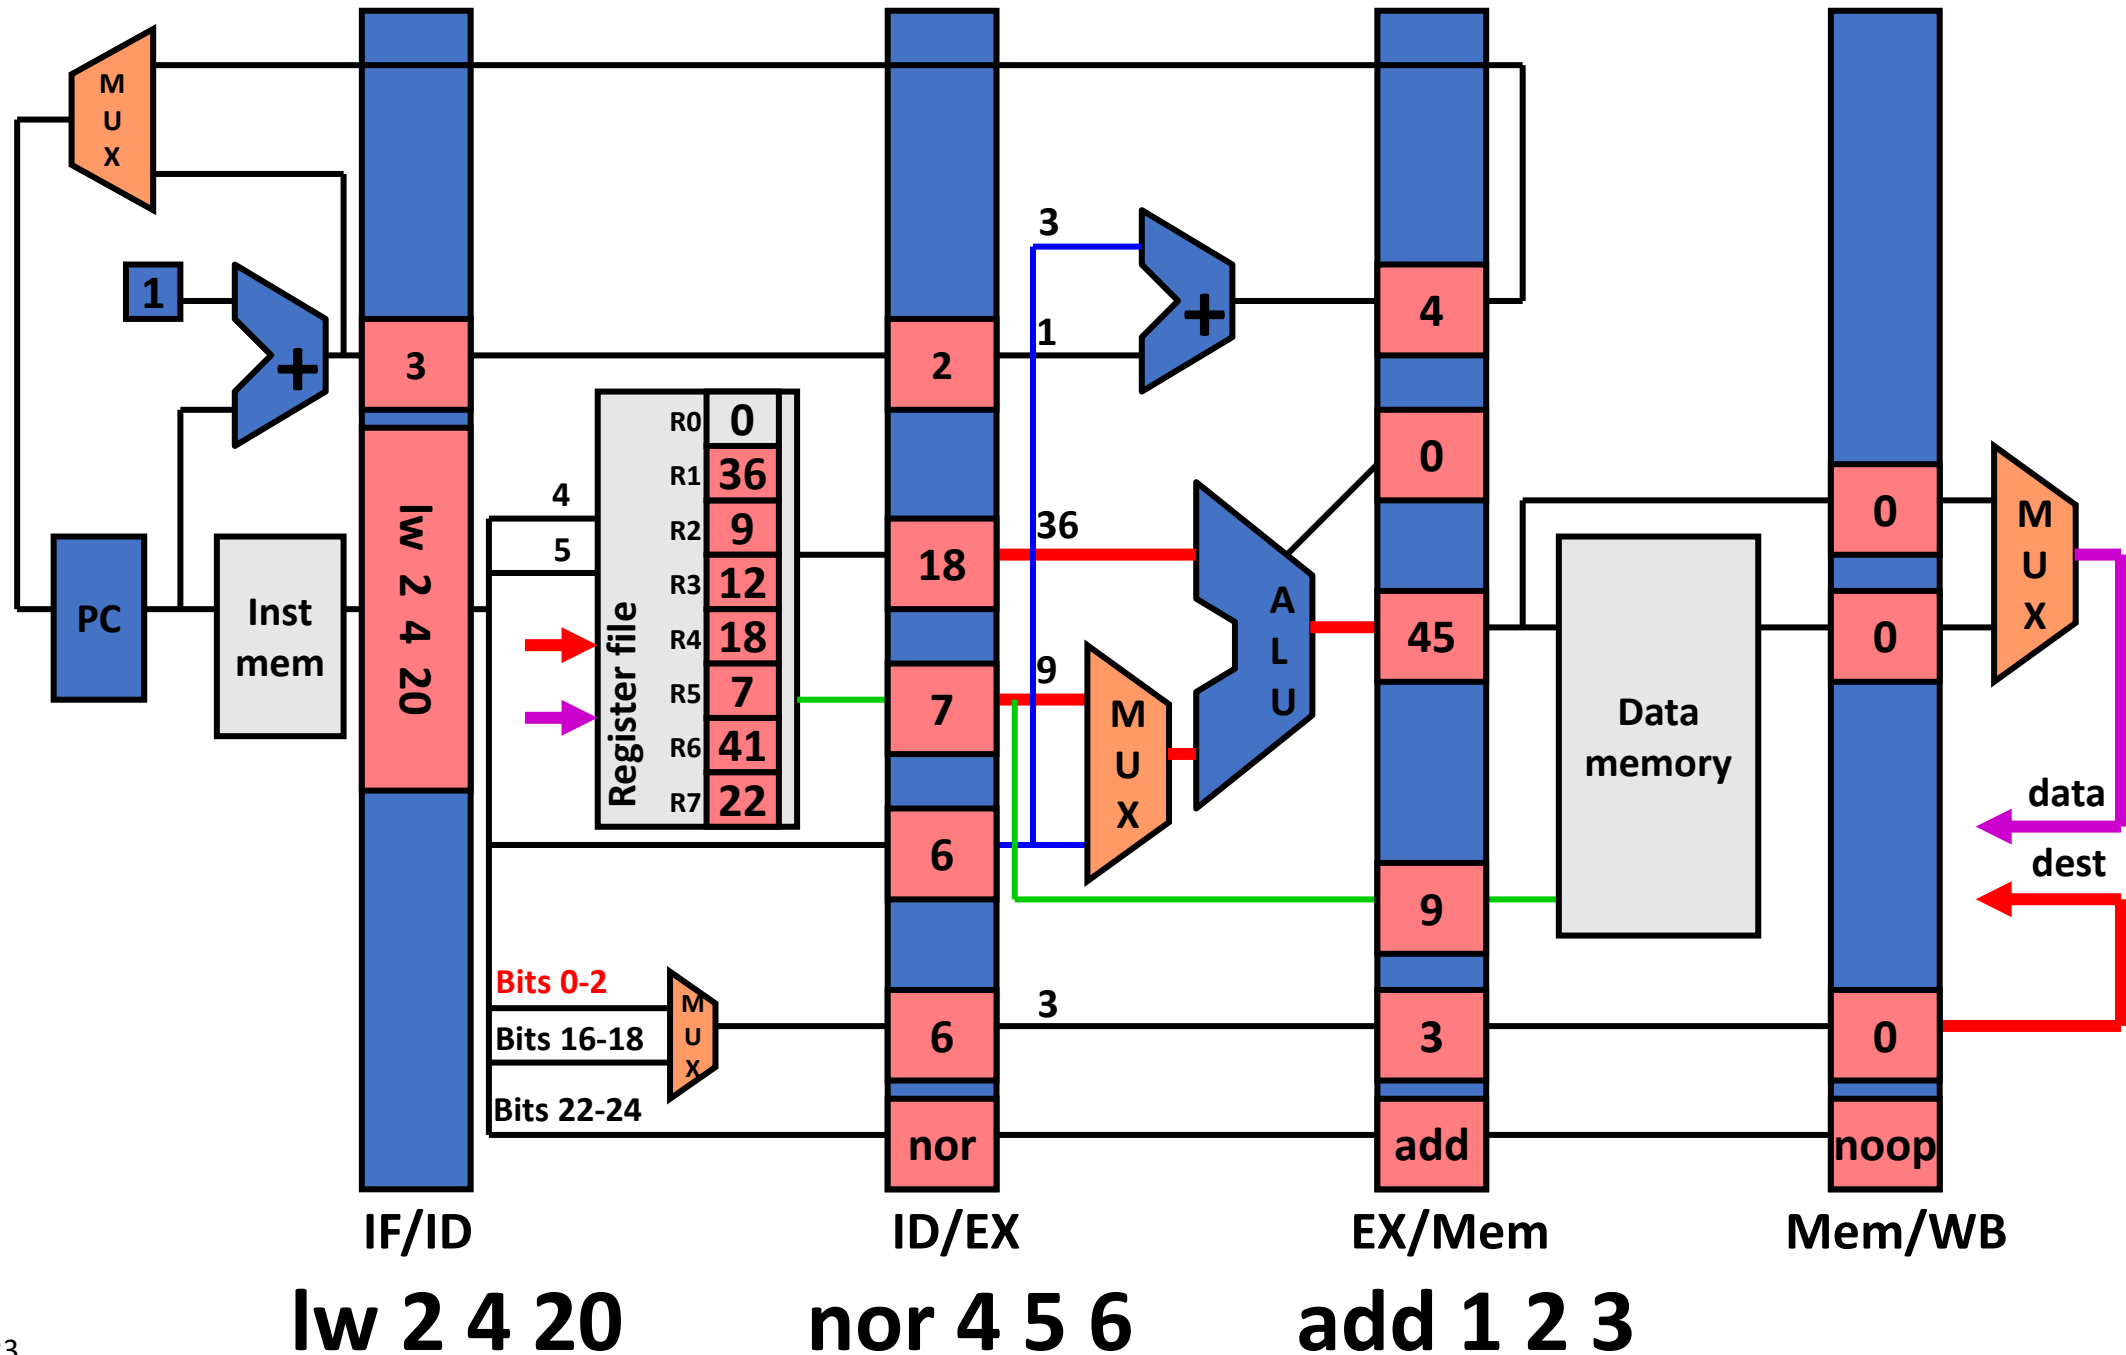 M
U
X
1
+
3
PC
Inst
mem
lw 2 4 20
4
5
Register file
R0 0
R1 36
R2 9
R3 12
R4 18
R5 7
R6 41
R7 22
Bits 0-2
Bits 16-18
Bits 22-24
M
U
X
2
18
7
6
6
nor
3
1
36
9
3
+
M
U
X
A
L
U
4
0
45
9
3
add
Data
memory
0
0
0
noop
M
U
X
data
dest
IF/ID
ID/EX
EX/Mem
Mem/WB
lw 2 4 20
nor 4 5 6
add 1 2 3